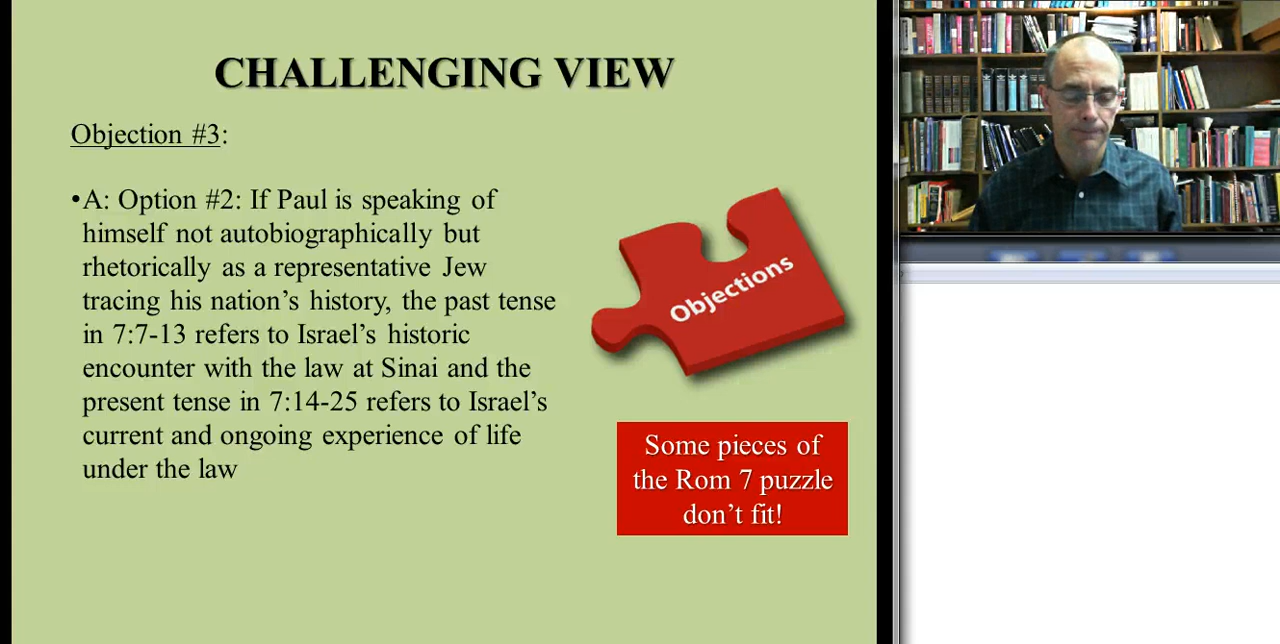 CHALLENGING VIEW
Objection #3:
•A: Option #2: If Paul is speaking of
himself not autobiographically but
rhetorically as a representative Jew
tracing his nation’s history, the past tense
in 7:7-13 refers to Israel’s historic
encounter with the law at Sinai and the
present tense in 7:14-25 refers to Israel’s
current and ongoing experience of life
under the law
Objections
Some pieces of
the Rom 7 puzzle
don’t fit!